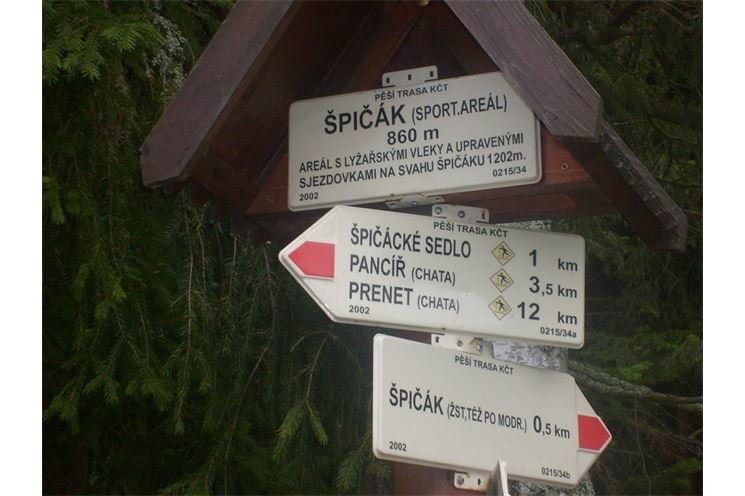 PĚŠÍ TRASA KČT
ŠPIČÁK (SPORT.AREÁL)
860 m
AREÁL S LYŽAŘSKÝMI VLEKY A UPRAVENÝMI
SJEZDOVKAMI NA SVAHU ŠPIČÁKU 1202m.
2002 0215/34
PĚŠÍ TRASA KČT
ŠPIČÁCKÉ SEDLO 1 km
PANCÍŘ (CHATA) 3,5 km
PRENET (CHATA) 12 km
2002 0215/34a
PĚŠÍ TRASA KČT
ŠPIČÁK (ŽST,TÉŽ PO MODR.) 0,5 km
2002 0215/34b